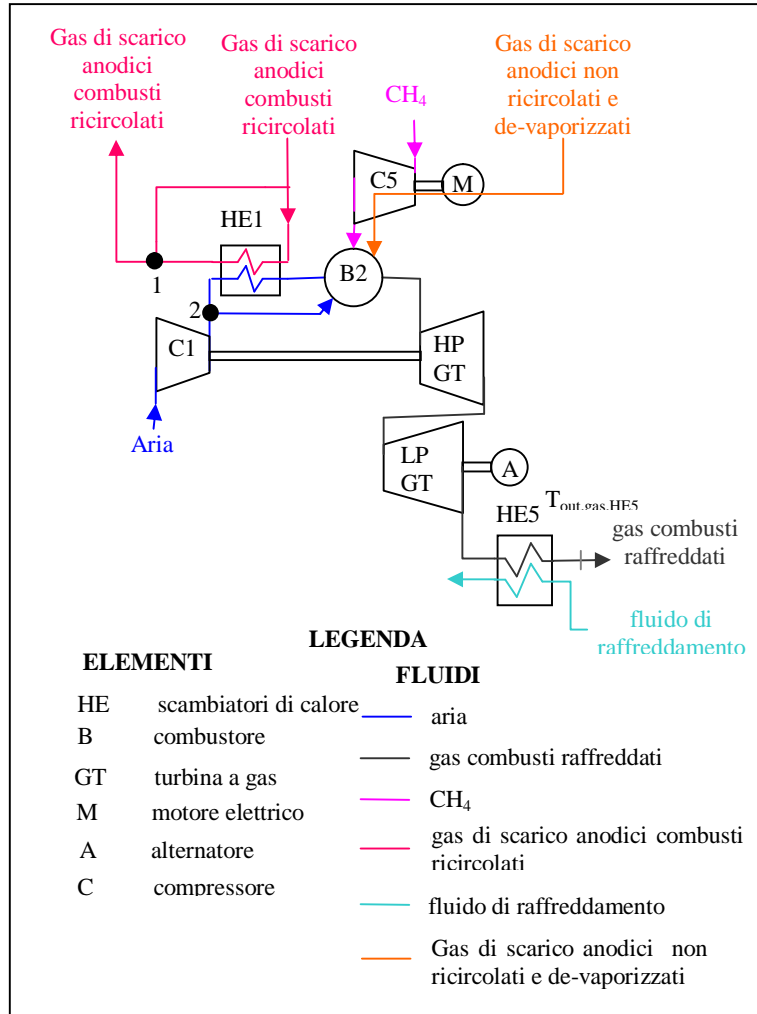 Gas di scarico
anodici
combusti
ricircolati
Gas di scarico
anodici
combusti
ricircolati
Gas di scarico
anodici non
ricircolati e
de-vaporizzati
CH₄
C5
M
HE1
B2
1
2
C1
HP
GT
Aria
LP
GT
A
HE5
Tout.gas.HE5
gas combusti
raffreddati
fluido di
raffreddamento
LEGENDA
ELEMENTI
HE scambiatori di calore
B combustore
GT turbina a gas
M motore elettrico
A alternatore
C compressore
FLUIDI
aria
gas combusti raffreddati
CH₄
gas di scarico anodici combusti
ricircolati
fluido di raffreddamento
Gas di scarico anodici non
ricircolati e de-vaporizzati